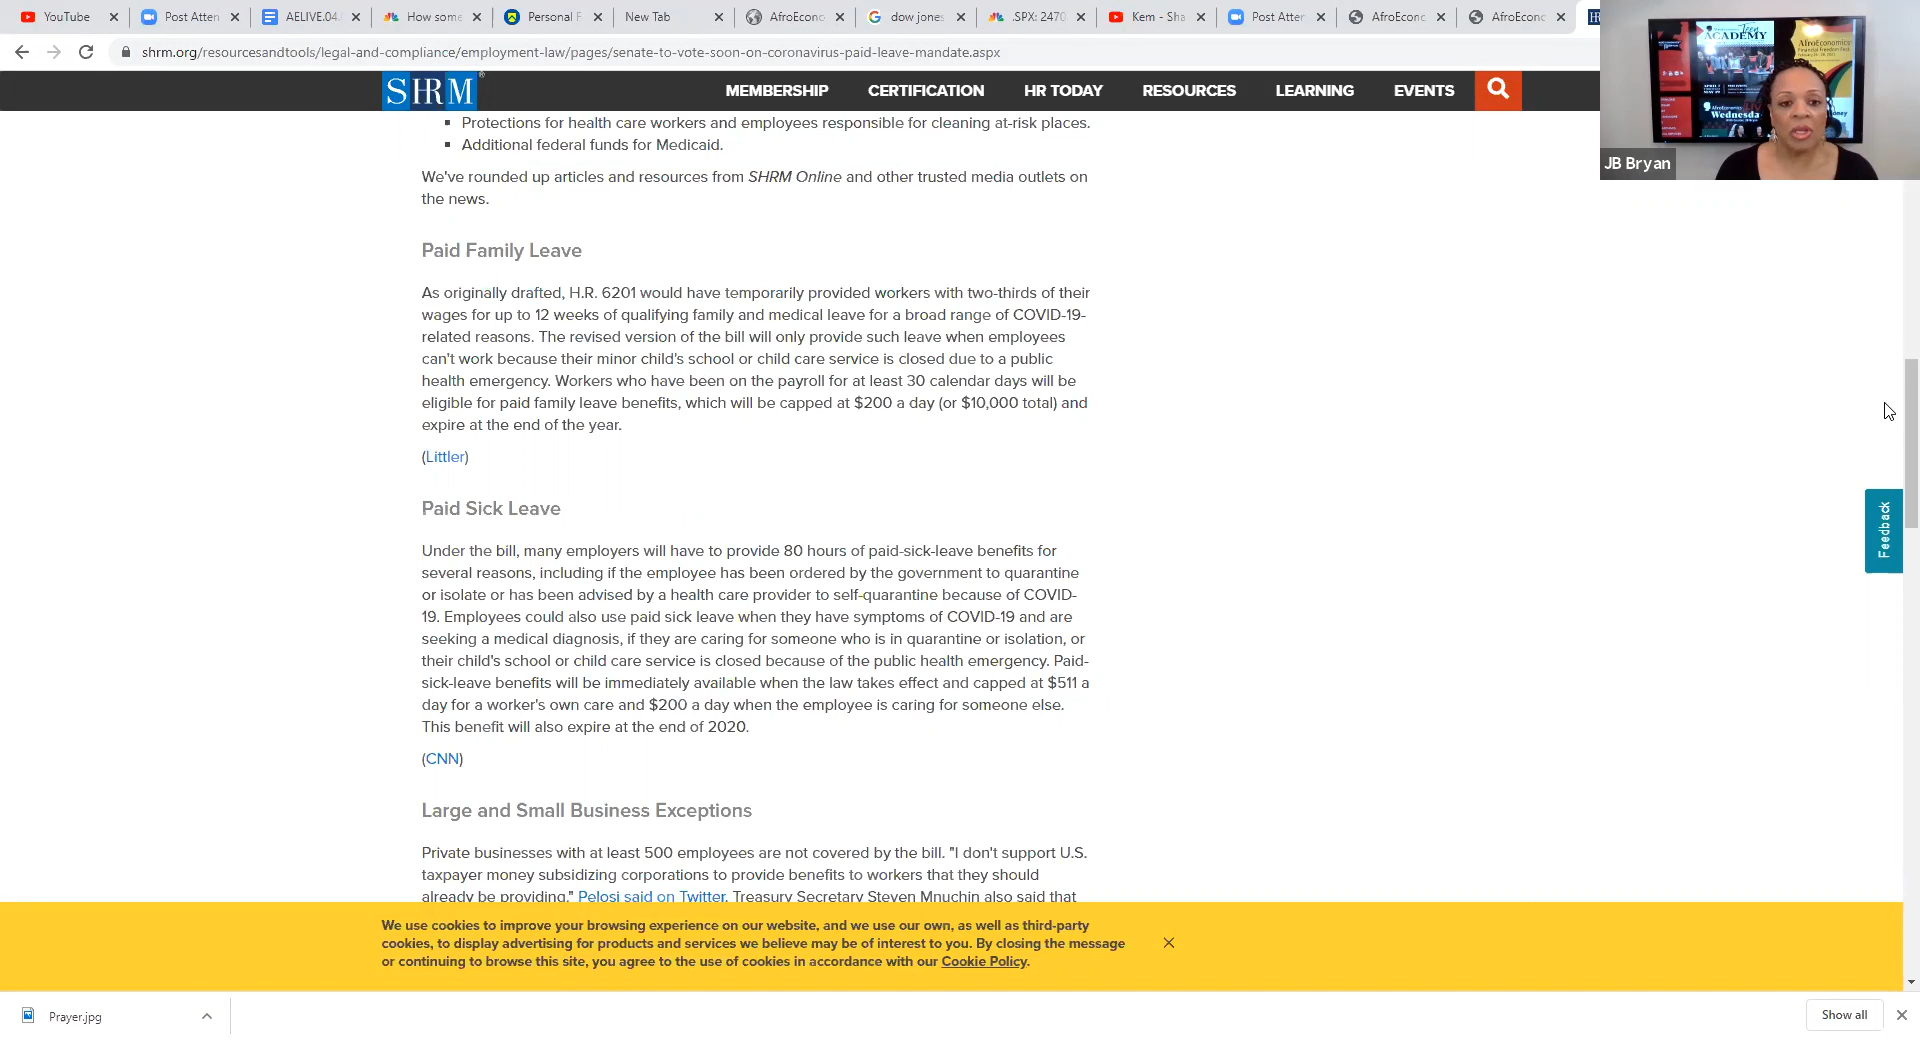 YouTube
Post Atten
AELIVE.04.
How some
Personal F
New Tab
AfroEcono
dow jones
.SPX: 2470
Kem - Sha
Post Atter
AfroEconc
AfroEconc
shrm.org/resourcesandtools/legal-and-compliance/employment-law/pages/senate-to-vote-soon-on-coronavirus-paid-leave-mandate.aspx
SHRM®
MEMBERSHIP CERTIFICATION HR TODAY RESOURCES LEARNING EVENTS
Teen
ACADEMY
AfroEconomics
Wednesda
JB Bryan
Protections for health care workers and employees responsible for cleaning at-risk places.
Additional federal funds for Medicaid.
We've rounded up articles and resources from SHRM Online and other trusted media outlets on
the news.
Paid Family Leave
As originally drafted, H.R. 6201 would have temporarily provided workers with two-thirds of their
wages for up to 12 weeks of qualifying family and medical leave for a broad range of COVID-19-
related reasons. The revised version of the bill will only provide such leave when employees
can't work because their minor child's school or child care service is closed due to a public
health emergency. Workers who have been on the payroll for at least 30 calendar days will be
eligible for paid family leave benefits, which will be capped at $200 a day (or $10,000 total) and
expire at the end of the year.
(Littler)
Paid Sick Leave
Under the bill, many employers will have to provide 80 hours of paid-sick-leave benefits for
several reasons, including if the employee has been ordered by the government to quarantine
or isolate or has been advised by a health care provider to self-quarantine because of COVID-
19. Employees could also use paid sick leave when they have symptoms of COVID-19 and are
seeking a medical diagnosis, if they are caring for someone who is in quarantine or isolation, or
their child's school or child care service is closed because of the public health emergency. Paid-
sick-leave benefits will be immediately available when the law takes effect and capped at $511 a
day for a worker's own care and $200 a day when the employee is caring for someone else.
This benefit will also expire at the end of 2020.
(CNN)
Feedback
Large and Small Business Exceptions
Private businesses with at least 500 employees are not covered by the bill. "I don't support U.S.
taxpayer money subsidizing corporations to provide benefits to workers that they should
already be providing," Pelosi said on Twitter. Treasury Secretary Steven Mnuchin also said that
We use cookies to improve your browsing experience on our website, and we use our own, as well as third-party
cookies, to display advertising for products and services we believe may be of interest to you. By closing the message
or continuing to browse this site, you agree to the use of cookies in accordance with our Cookie Policy.
Prayer.jpg
Show all